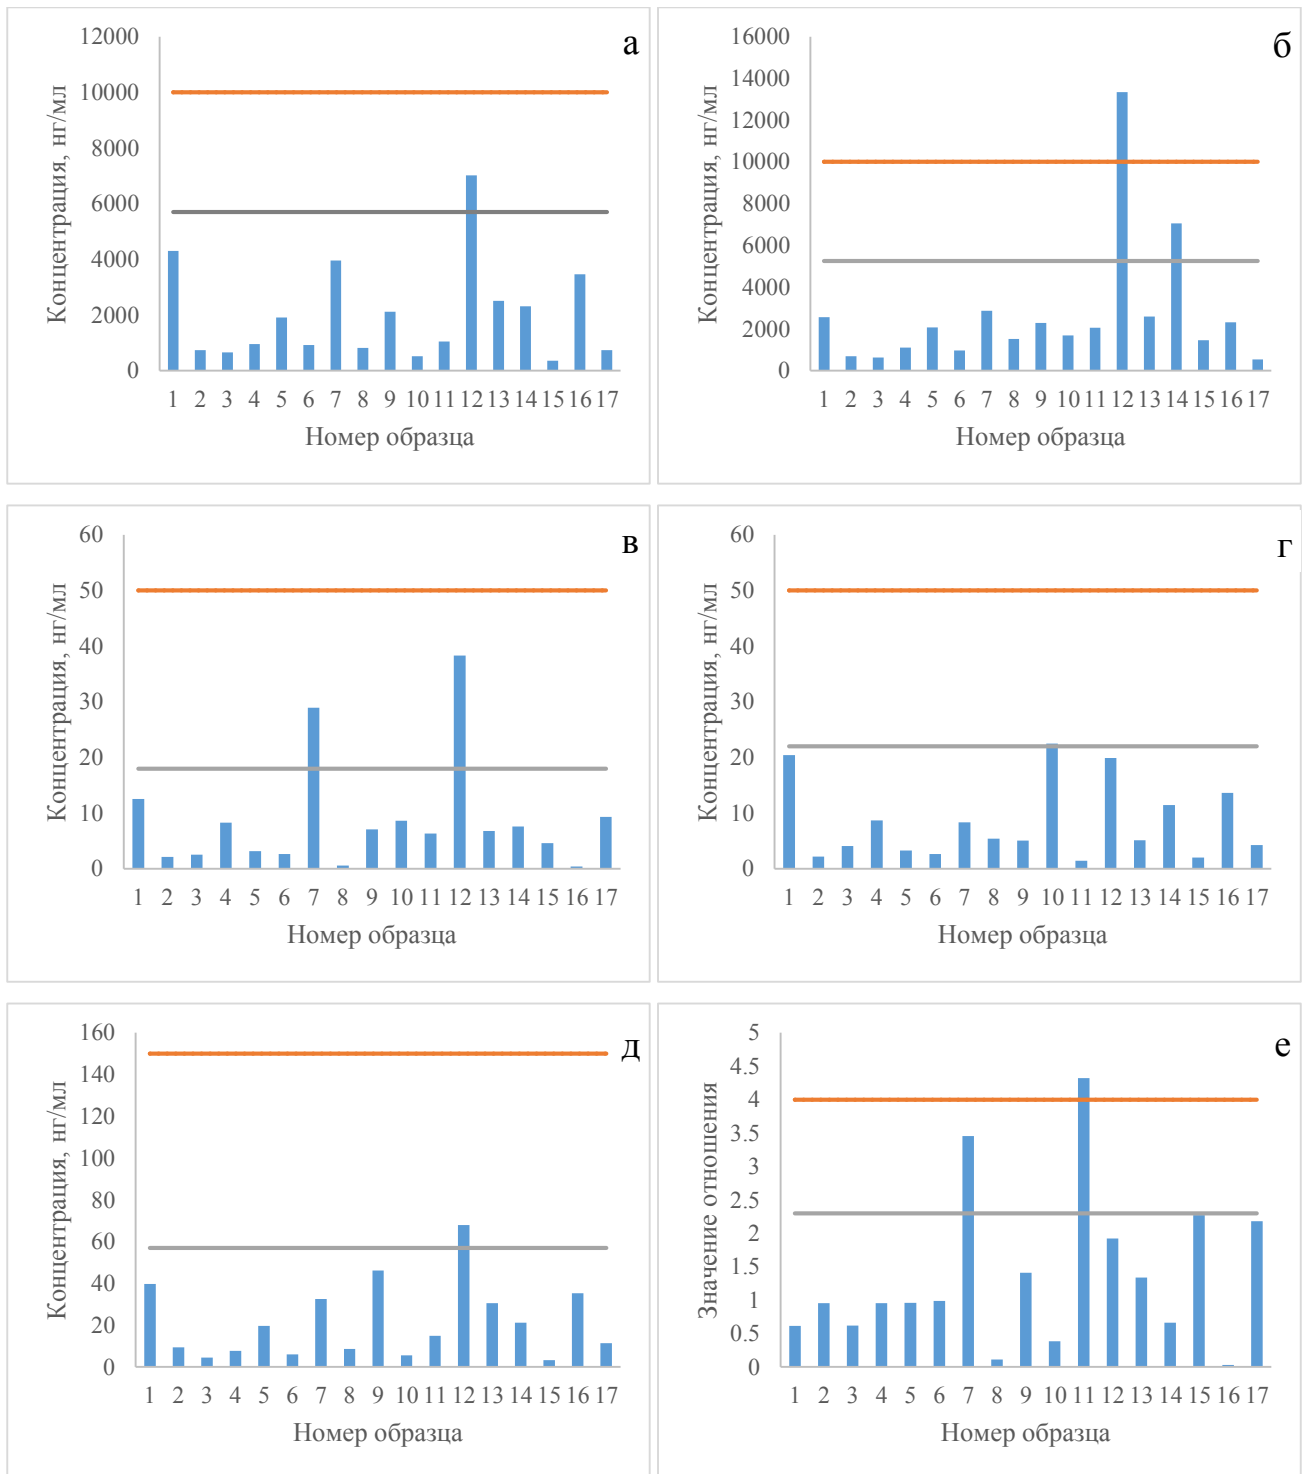 а
12000
10000
8000
6000
4000
2000
0
Концентрация, нг/мл
1 2 3 4 5 6 7 8 9 10 11 12 13 14 15 16 17
Номер образца
б
16000
14000
12000
10000
8000
6000
4000
2000
0
Концентрация, нг/мл
1 2 3 4 5 6 7 8 9 10 11 12 13 14 15 16 17
Номер образца
в
60
50
40
30
20
10
0
Концентрация, нг/мл
1 2 3 4 5 6 7 8 9 10 11 12 13 14 15 16 17
Номер образца
г
60
50
40
30
20
10
0
Концентрация, нг/мл
1 2 3 4 5 6 7 8 9 10 11 12 13 14 15 16 17
Номер образца
д
160
140
120
100
80
60
40
20
0
Концентрация, нг/мл
1 2 3 4 5 6 7 8 9 10 11 12 13 14 15 16 17
Номер образца
е
5
4.5
4
3.5
3
2.5
2
1.5
1
0.5
0
Значение отношения
1 2 3 4 5 6 7 8 9 10 11 12 13 14 15 16 17
Номер образца